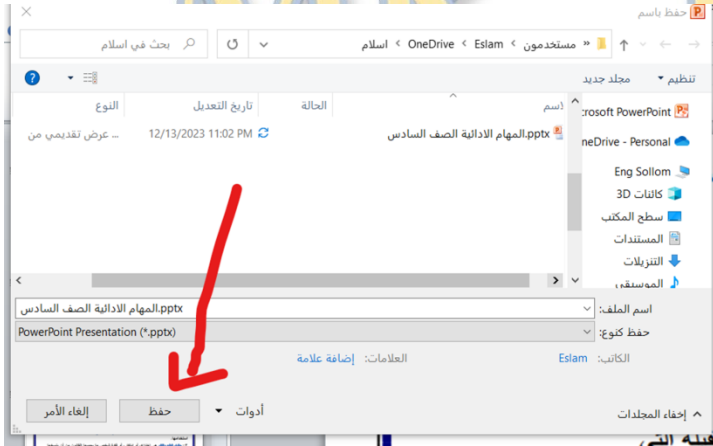 حفظ باسم
مستخدمون › Eslam › OneDrive › اسلام
بحث في اسلام
تنظيم
مجلد جديد
اسم
الحالة
تاريخ التعديل
النوع
المهام الادائية الصف السادس.pptx
12/13/2023 11:02 PM
عرض تقديمي من ...
crosoft PowerPoint
neDrive - Personal
Eng Sollom
كائنات 3D
سطح المكتب
المستندات
التنزيلات
الموسيقى
اسم الملف:
المهام الادائية الصف السادس.pptx
حفظ كنوع:
PowerPoint Presentation (*.pptx)
الكاتب: Eslam
العلامات: إضافة علامة
إخفاء المجلدات
أدوات
حفظ
إلغاء الأمر